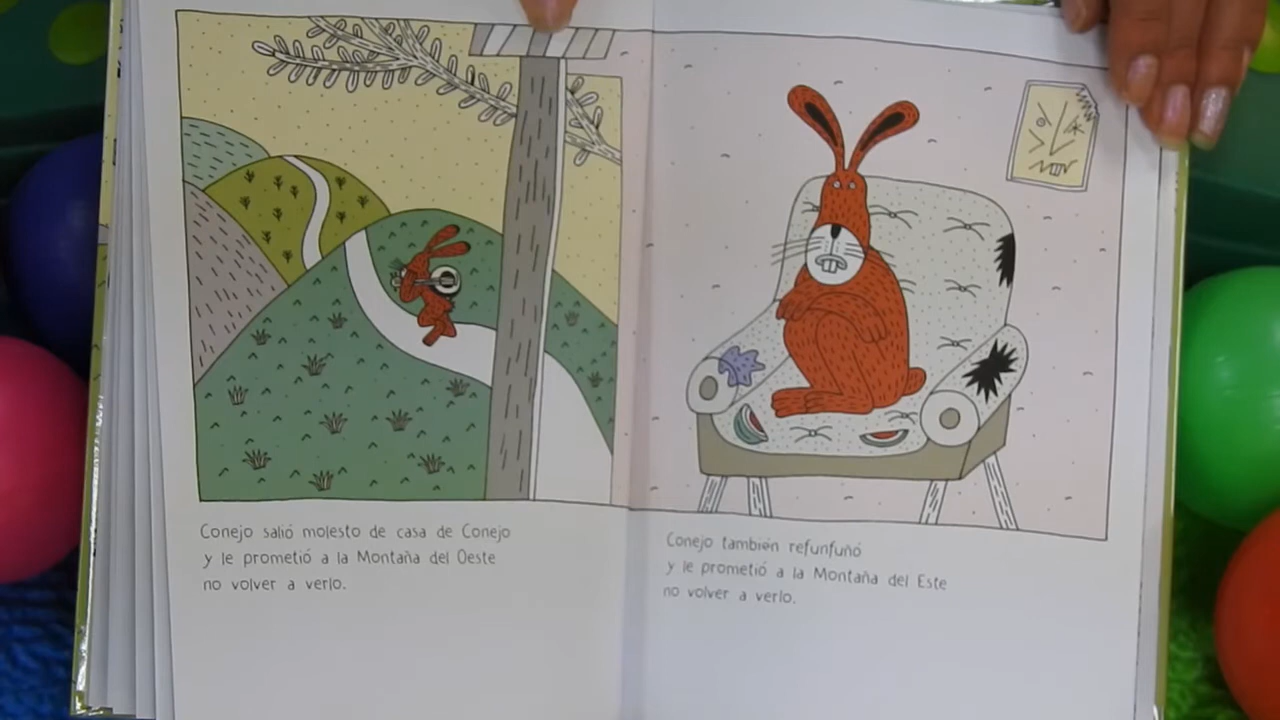 Conejo salió molesto de casa de Conejo
y le prometió a la Montaña del Oeste
no volver a verlo.
Conejo también refunfuñó
y le prometió a la Montaña del Este
no volver a verlo.